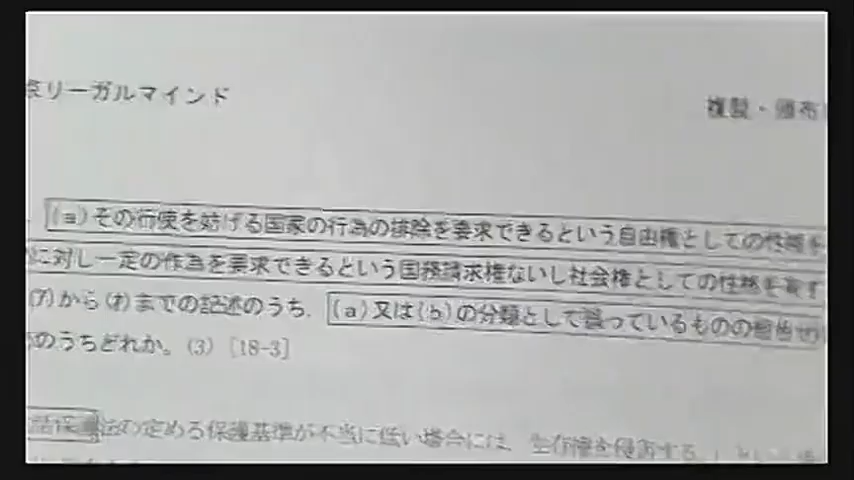 リーガルマインド
複製・頒布
(a)その行使を妨げる国家の行為の排除を要求できるという自由権としての性格を
に対し一定の作為を要求できるという国務請求権ないし社会権としての性格を有す
(ｱ)から(ｵ)までの記述のうち、(a)又は(b)の分類として誤っているものの組合せ
のうちどれか。(3) [18-3]
法の定める保護基準が不当に低い場合には、生存権を侵害する